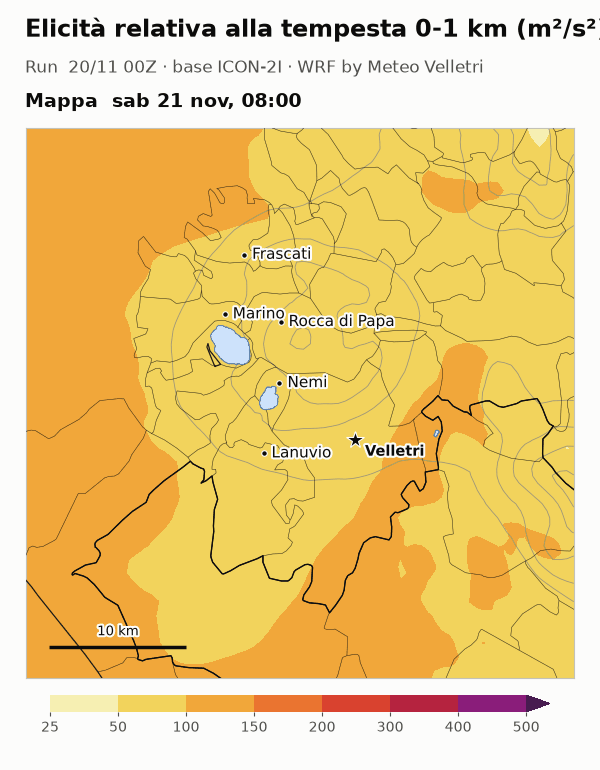 Elicità relativa alla tempesta 0-1 km (m²/s²)
Run 20/11 00Z · base ICON-2I · WRF by Meteo Velletri
Mappa sab 21 nov, 08:00
Frascati
Marino
Rocca di Papa
Nemi
Velletri
Lanuvio
10 km
25 50 100 150 200 300 400 500